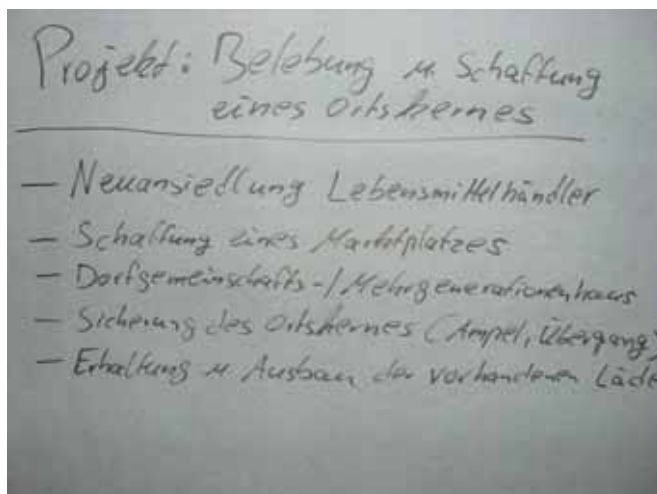 Projekt: Belebung u. Schaffung
eines Ortskernes
– Neuansiedlung Lebensmittelhändler
– Schaffung eines Marktplatzes
– Dorfgemeinschafts-/Mehrgenerationenhaus
– Sicherung des Ortskernes (Ampel, Übergang)
– Erhaltung u Ausbau der vorhandenen Läde